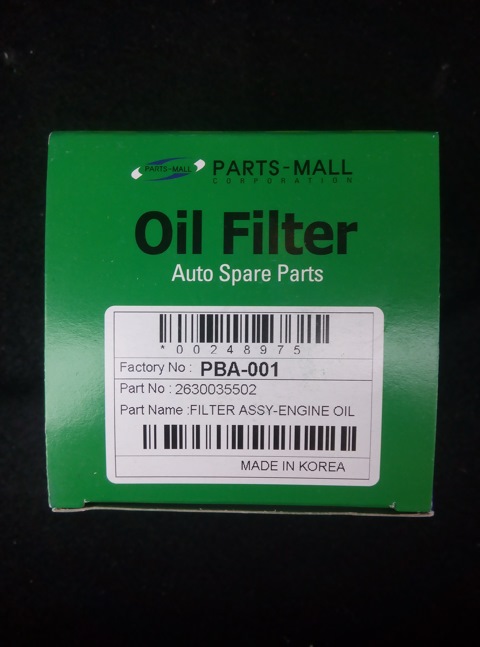 PARTS-MALL PARTS-MALL
CORPORATION
Oil Filter
Auto Spare Parts
*00248975
Factory No : PBA-001
Part No : 2630035502
Part Name :FILTER ASSY-ENGINE OIL
MADE IN KOREA